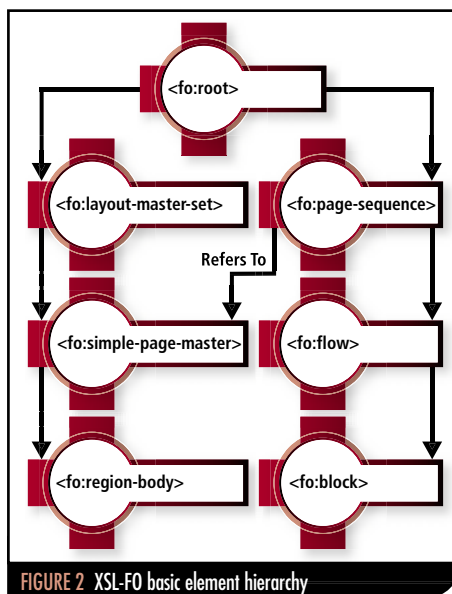 <fo:root>
<fo:layout-master-set>
<fo:page-sequence>
Refers To
<fo:simple-page-master>
<fo:flow>
<fo:region-body>
<fo:block>
FIGURE 2 XSL-FO basic element hierarchy